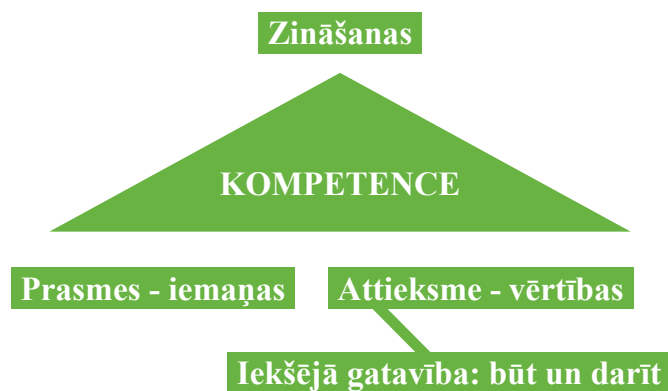 Zināšanas
KOMPETENCE
Prasmes - iemaņas
Attieksme - vērtības
Iekšējā gatavība: būt un darīt